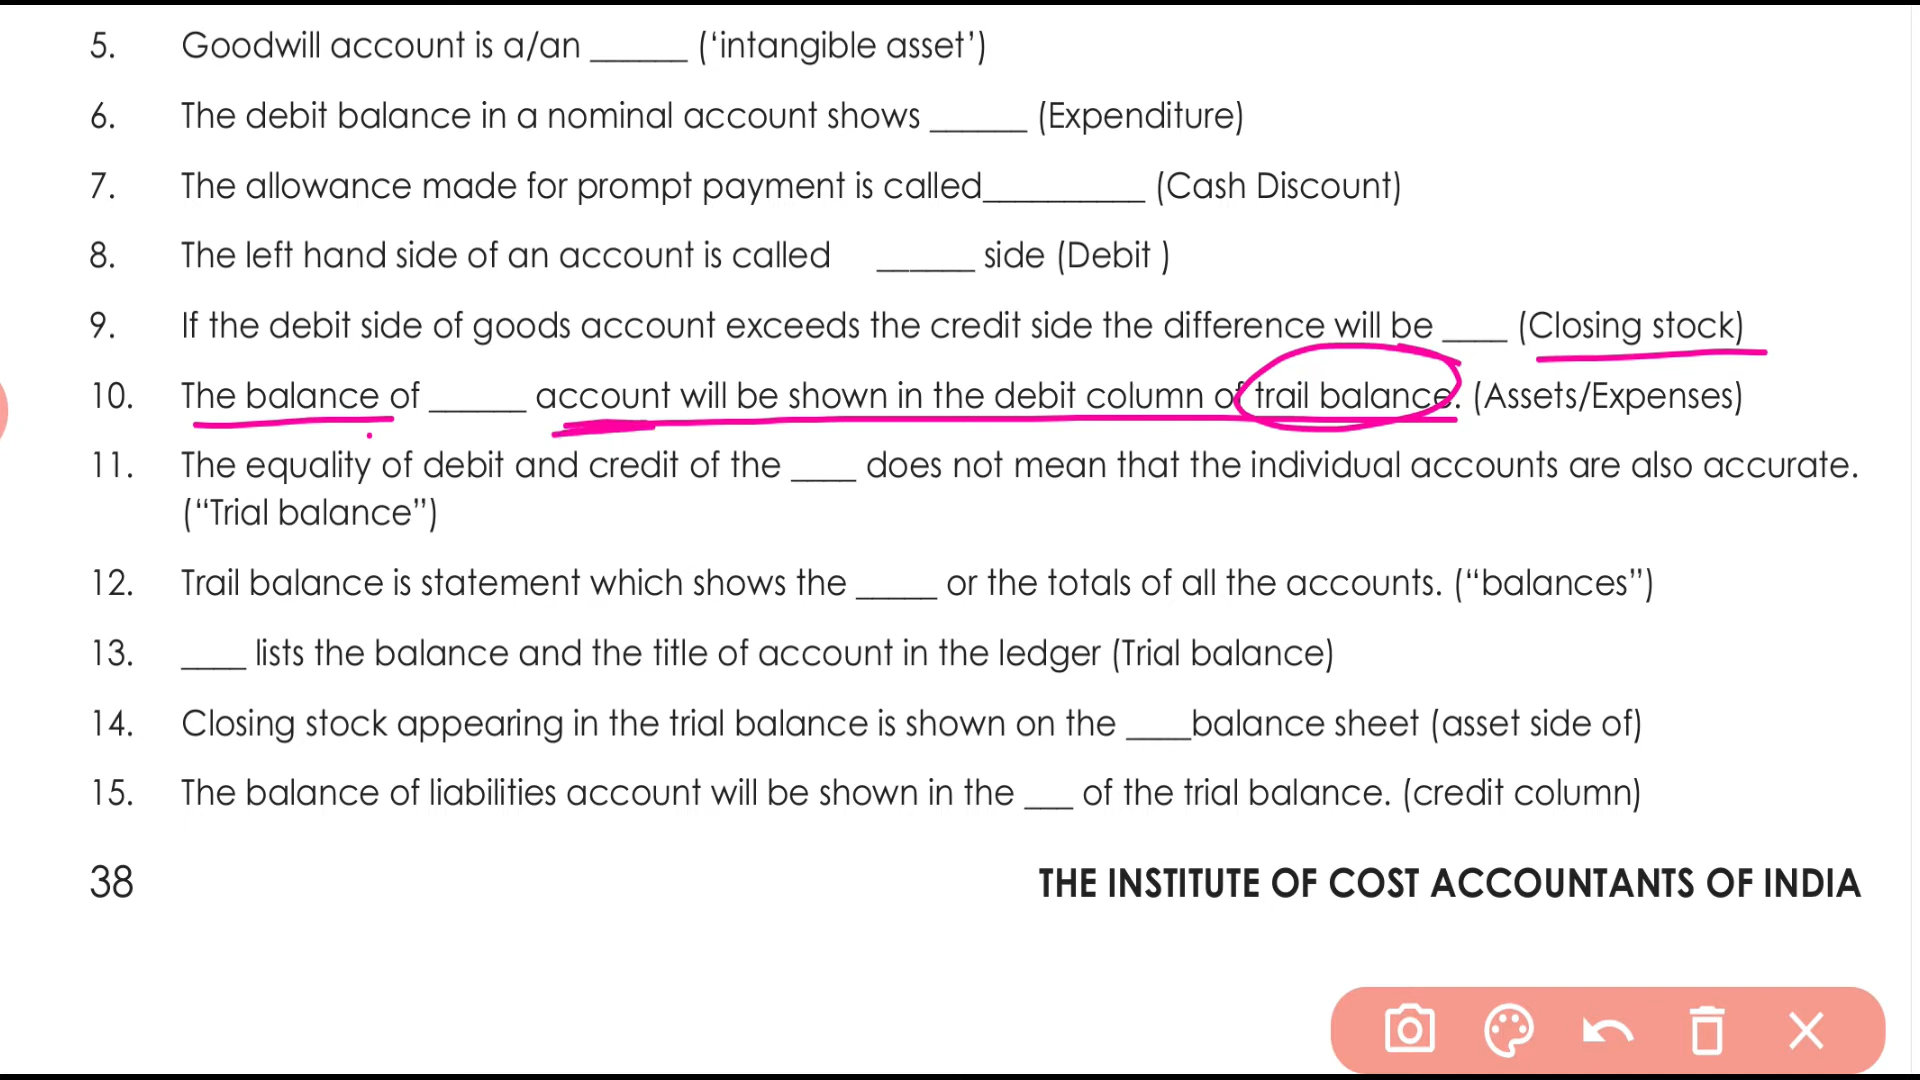 5. Goodwill account is a/an ______ (‘intangible asset’)
6. The debit balance in a nominal account shows ______ (Expenditure)
7. The allowance made for prompt payment is called__________ (Cash Discount)
8. The left hand side of an account is called ______ side (Debit )
9. If the debit side of goods account exceeds the credit side the difference will be ____ (Closing stock)
10. The balance of ______ account will be shown in the debit column of trail balance. (Assets/Expenses)
11. The equality of debit and credit of the ____ does not mean that the individual accounts are also accurate.
(“Trial balance”)
12. Trail balance is statement which shows the _____ or the totals of all the accounts. (“balances”)
13. ____ lists the balance and the title of account in the ledger (Trial balance)
14. Closing stock appearing in the trial balance is shown on the ____balance sheet (asset side of)
15. The balance of liabilities account will be shown in the ___ of the trial balance. (credit column)
38 THE INSTITUTE OF COST ACCOUNTANTS OF INDIA